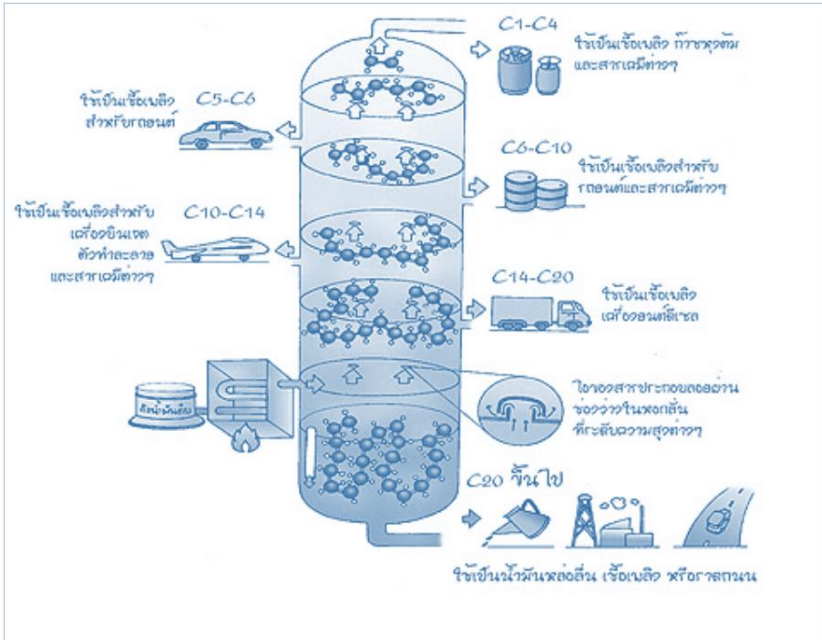 C1-C4
ใช้เป็นเชื้อเพลิง ก๊าซหุงต้ม
และสารเคมีต่างๆ
C5-C6
ใช้เป็นเชื้อเพลิง
สำหรับรถยนต์
C6-C10
ใช้เป็นเชื้อเพลิงสำหรับ
รถยนต์และสารเคมีต่างๆ
C10-C14
ใช้เป็นเชื้อเพลิงสำหรับ
เครื่องบินเจต
ตัวทำละลาย
และสารเคมีต่างๆ
C14-C20
ใช้เป็นเชื้อเพลิง
เครื่องยนต์ดีเซล
ถังน้ำมันดิบ
ไอของสารประกอบลอยผ่าน
ช่องว่างในหอกลั่น
ที่ระดับความสูงต่างๆ
C20 ขึ้นไป
ใช้เป็นน้ำมันหล่อลื่น เชื้อเพลิง หรือราดถนน